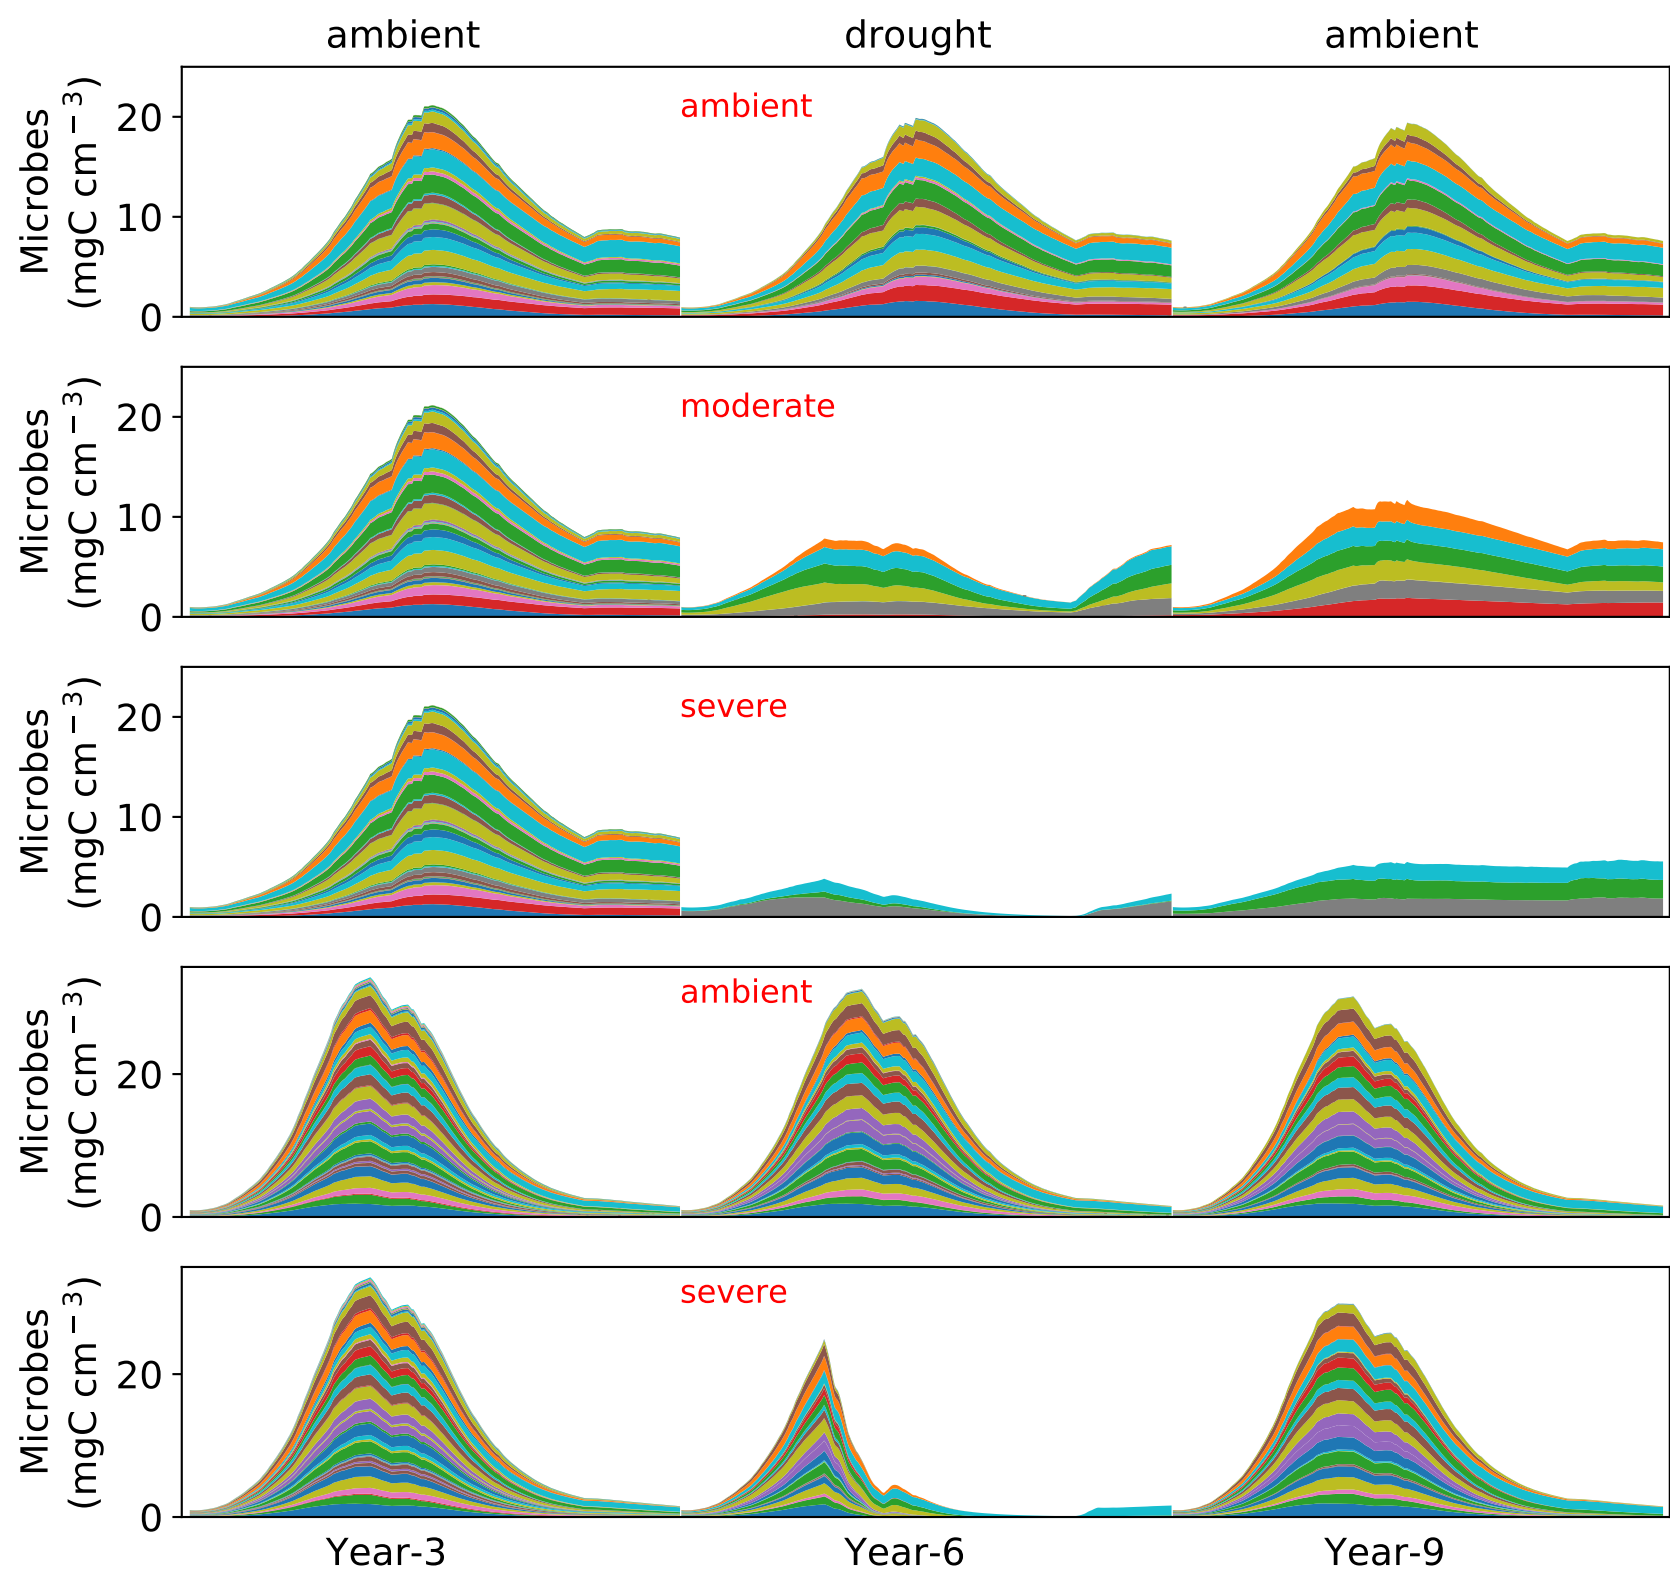 ambient drought ambient
Microbes
(mgC cm⁻³)
20
10
0
ambient
Microbes
(mgC cm⁻³)
20
10
0
moderate
Microbes
(mgC cm⁻³)
20
10
0
severe
Microbes
(mgC cm⁻³)
20
0
ambient
Microbes
(mgC cm⁻³)
20
0
severe
Year-3 Year-6 Year-9